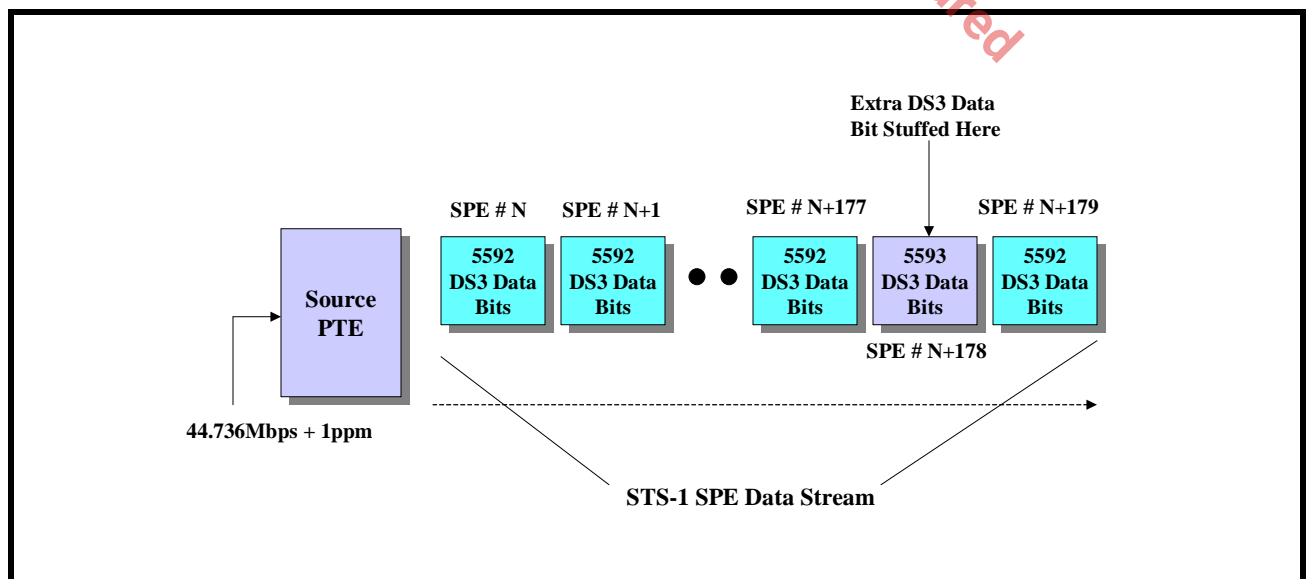 Extra DS3 Data
Bit Stuffed Here
SPE # N
SPE # N+1
SPE # N+177
SPE # N+179
Source
PTE
5592
DS3 Data
Bits
5592
DS3 Data
Bits
5592
DS3 Data
Bits
5593
DS3 Data
Bits
5592
DS3 Data
Bits
SPE # N+178
44.736Mbps + 1ppm
STS-1 SPE Data Stream